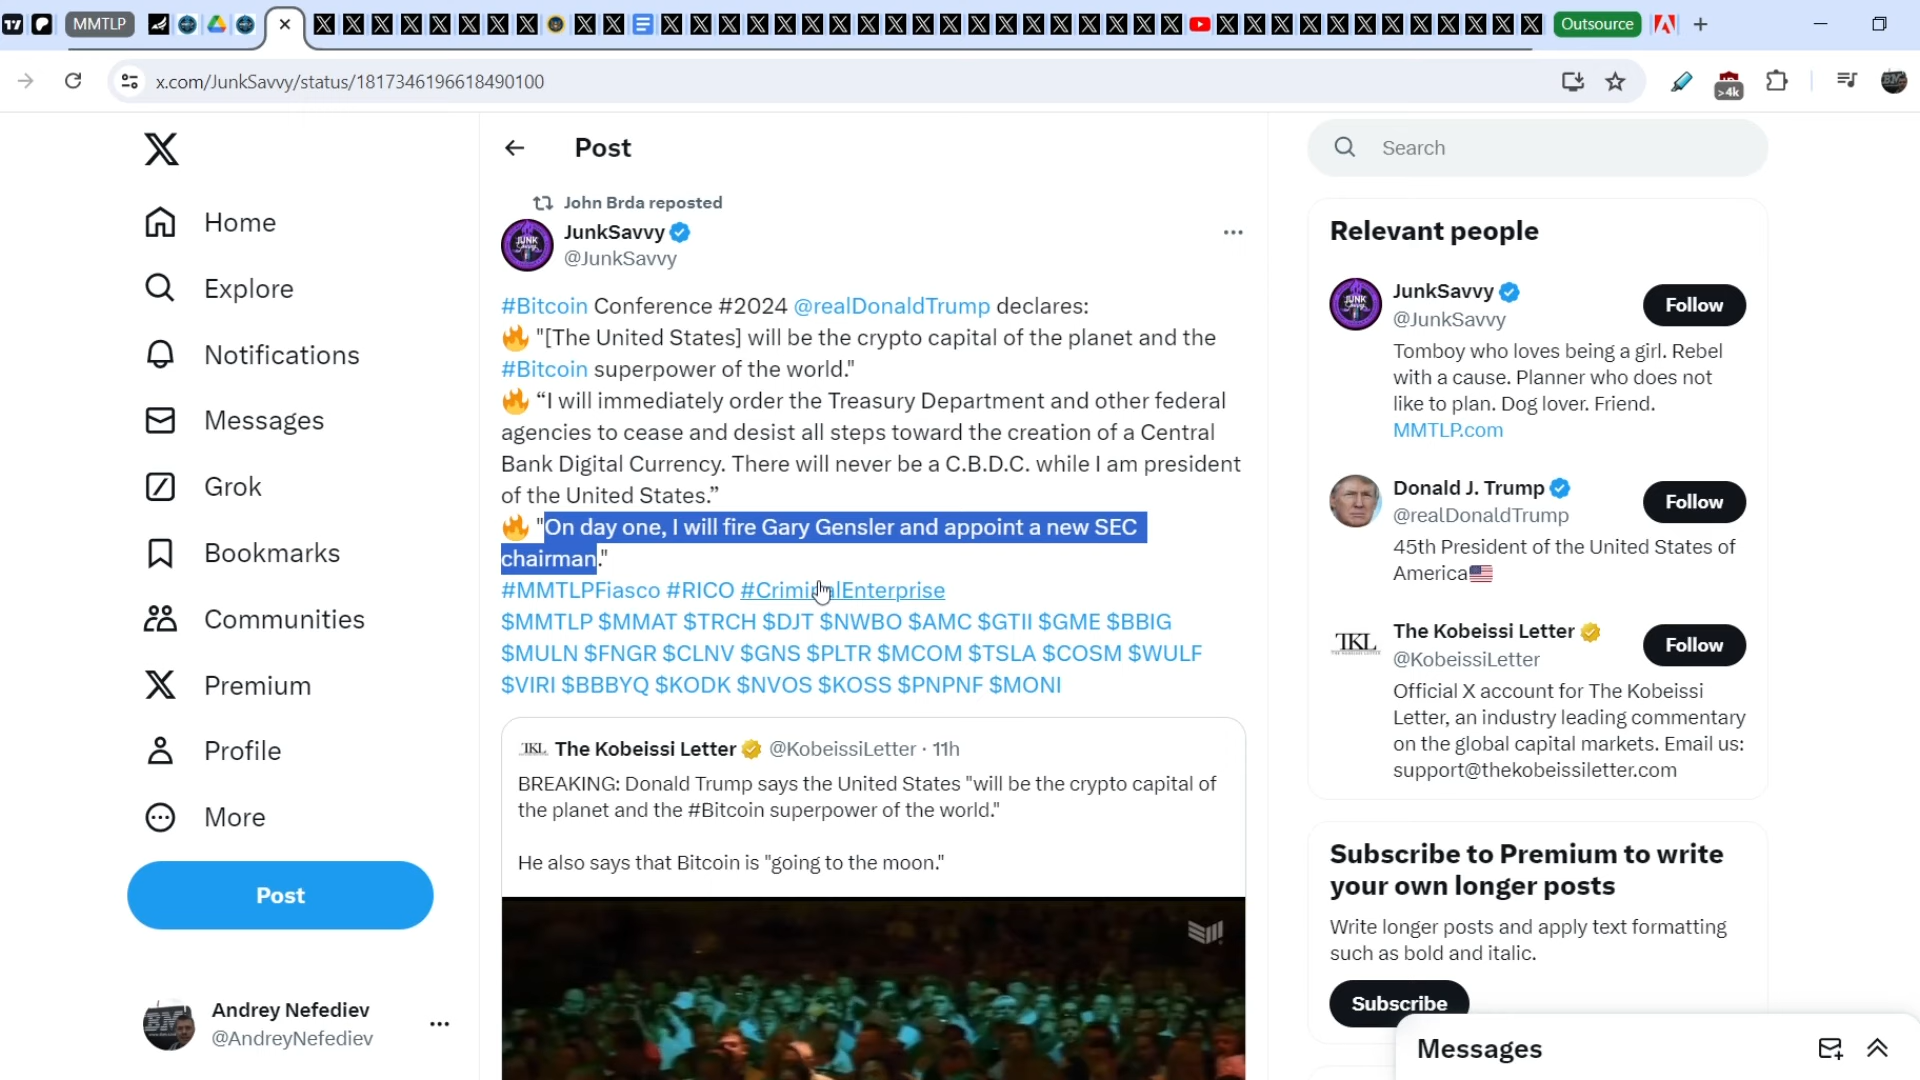 MMTLP
Outsource
x.com/JunkSavvy/status/1817346196618490100
>4k
Home
Explore
Notifications
Messages
Grok
Bookmarks
Communities
Premium
Profile
More
Post
Andrey Nefediev
@AndreyNefediev
Post
John Brda reposted
JunkSavvy
@JunkSavvy
#Bitcoin Conference #2024 @realDonaldTrump declares:
🔥 "[The United States] will be the crypto capital of the planet and the
#Bitcoin superpower of the world."
🔥 “I will immediately order the Treasury Department and other federal
agencies to cease and desist all steps toward the creation of a Central
Bank Digital Currency. There will never be a C.B.D.C. while I am president
of the United States.”
🔥 "On day one, I will fire Gary Gensler and appoint a new SEC
chairman."
#MMTLPFiasco #RICO #CriminalEnterprise
$MMTLP $MMAT $TRCH $DJT $NWBO $AMC $GTII $GME $BBIG
$MULN $FNGR $CLNV $GNS $PLTR $MCOM $TSLA $COSM $WULF
$VIRI $BBBYQ $KODK $NVOS $KOSS $PNPNF $MONI
TKL The Kobeissi Letter @KobeissiLetter · 11h
BREAKING: Donald Trump says the United States "will be the crypto capital of
the planet and the #Bitcoin superpower of the world."
He also says that Bitcoin is "going to the moon."
Search
Relevant people
JunkSavvy
@JunkSavvy
Follow
Tomboy who loves being a girl. Rebel
with a cause. Planner who does not
like to plan. Dog lover. Friend.
MMTLP.com
Donald J. Trump
@realDonaldTrump
Follow
45th President of the United States of
America🇺🇸
TKL
The Kobeissi Letter
@KobeissiLetter
Follow
Official X account for The Kobeissi
Letter, an industry leading commentary
on the global capital markets. Email us:
support@thekobeissiletter.com
Subscribe to Premium to write
your own longer posts
Write longer posts and apply text formatting
such as bold and italic.
Subscribe
Messages